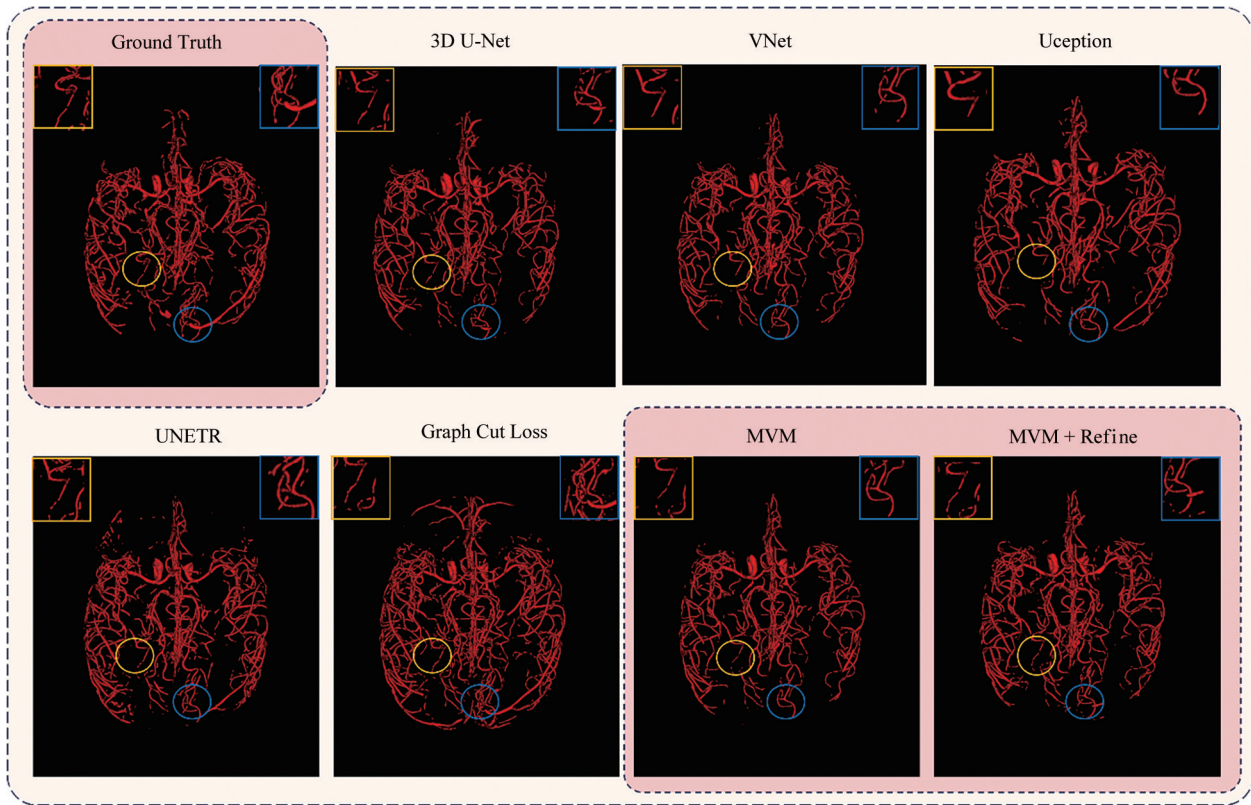 Ground Truth
3D U-Net
VNet
Uception
UNETR
Graph Cut Loss
MVM
MVM + Refine